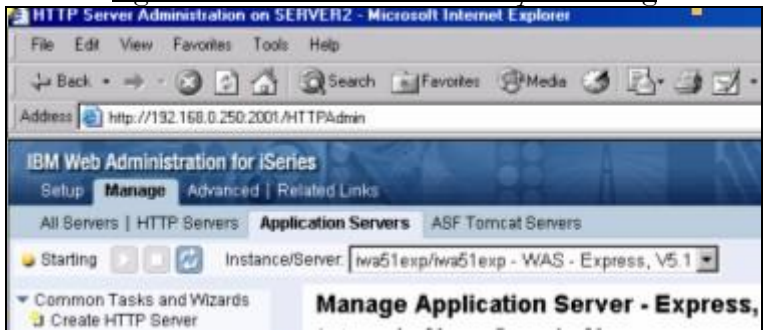 HTTP Server Administration on SERVER2 - Microsoft Internet Explorer
File Edit View Favorites Tools Help
Back Search Favorites Media
Address http://192.168.0.250:2001/HTTPAdmin
IBM Web Administration for iSeries
Setup Manage Advanced | Related Links
All Servers | HTTP Servers Application Servers ASF Tomcat Servers
Starting Instance/Server: iwa51exp/iwa51exp - WAS - Express, V5.1
Common Tasks and Wizards
Create HTTP Server
Manage Application Server - Express,